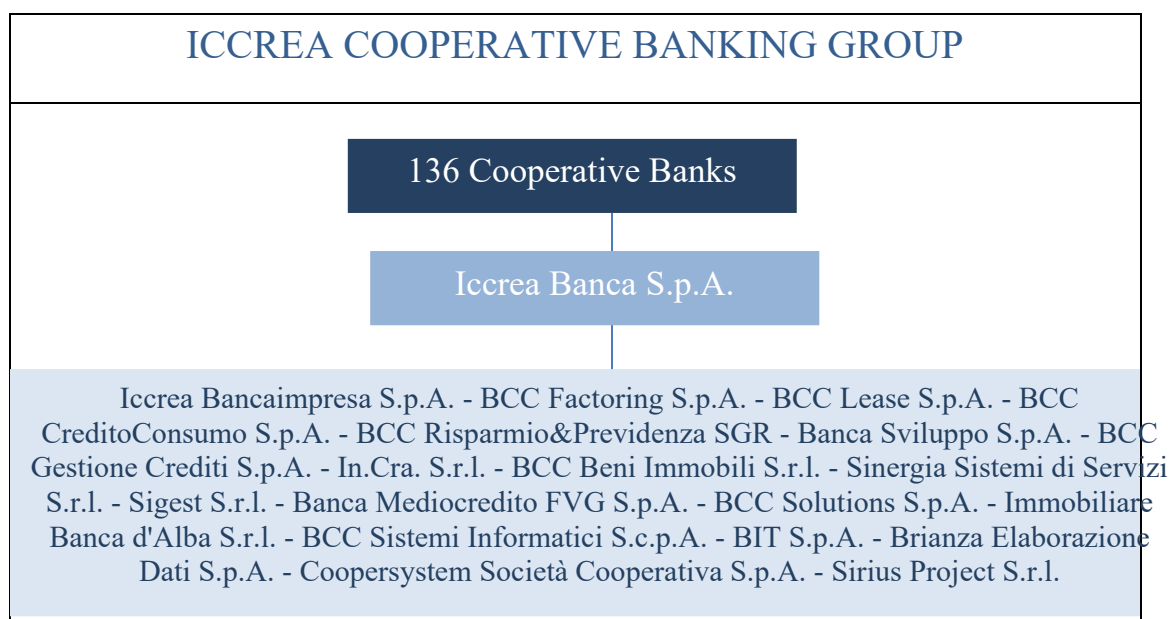 ICCREA COOPERATIVE BANKING GROUP
136 Cooperative Banks
Iccrea Banca S.p.A.
Iccrea Bancaimpresa S.p.A. - BCC Factoring S.p.A. - BCC Lease S.p.A. - BCC
CreditoConsumo S.p.A. - BCC Risparmio&Previdenza SGR - Banca Sviluppo S.p.A. - BCC
Gestione Crediti S.p.A. - In.Cra. S.r.l. - BCC Beni Immobili S.r.l. - Sinergia Sistemi di Servizi
S.r.l. - Sigest S.r.l. - Banca Mediocredito FVG S.p.A. - BCC Solutions S.p.A. - Immobiliare
Banca d'Alba S.r.l. - BCC Sistemi Informatici S.c.p.A. - BIT S.p.A. - Brianza Elaborazione
Dati S.p.A. - Coopersystem Società Cooperativa S.p.A. - Sirius Project S.r.l.